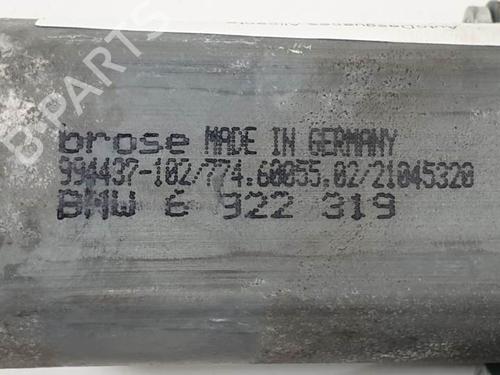 B-PARTS
brose MADE IN GERMANY
994437-102/774.60055.02/21045320
BMW 6 922 319